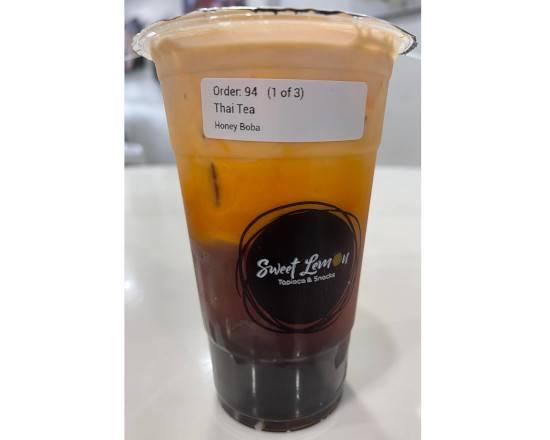 Order: 94 (1 of 3)
Thai Tea
Honey Boba
Sweet Lemon
Tapioca & Snacks